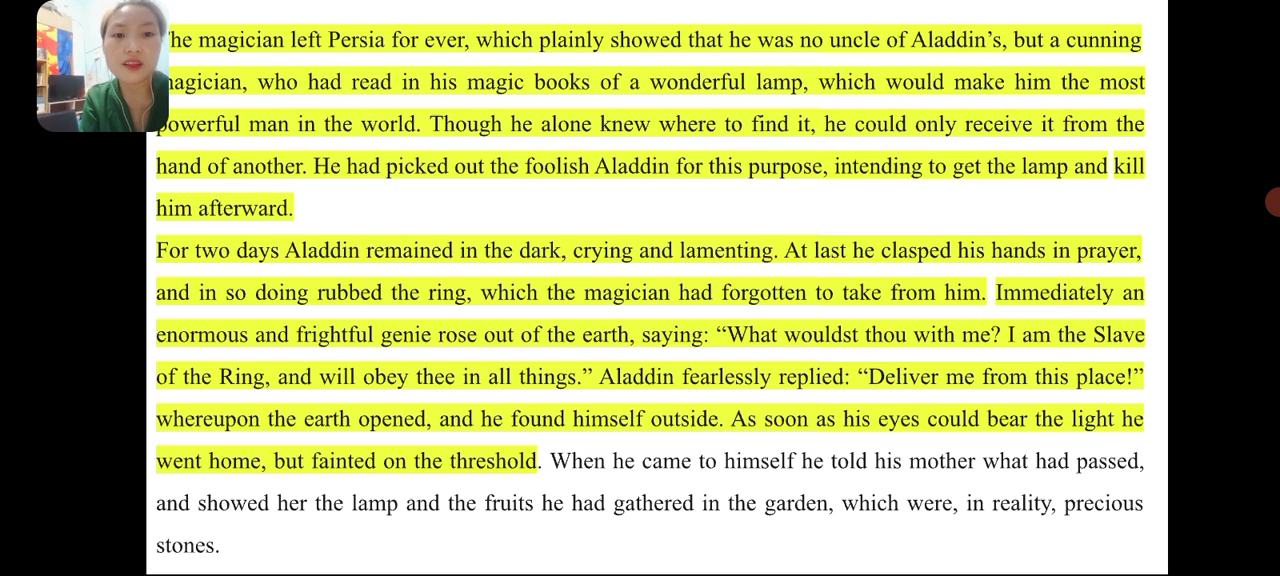 The magician left Persia for ever, which plainly showed that he was no uncle of Aladdin’s, but a cunning
magician, who had read in his magic books of a wonderful lamp, which would make him the most
powerful man in the world. Though he alone knew where to find it, he could only receive it from the
hand of another. He had picked out the foolish Aladdin for this purpose, intending to get the lamp and kill
him afterward.
For two days Aladdin remained in the dark, crying and lamenting. At last he clasped his hands in prayer,
and in so doing rubbed the ring, which the magician had forgotten to take from him. Immediately an
enormous and frightful genie rose out of the earth, saying: “What wouldst thou with me? I am the Slave
of the Ring, and will obey thee in all things.” Aladdin fearlessly replied: “Deliver me from this place!”
whereupon the earth opened, and he found himself outside. As soon as his eyes could bear the light he
went home, but fainted on the threshold. When he came to himself he told his mother what had passed,
and showed her the lamp and the fruits he had gathered in the garden, which were, in reality, precious
stones.